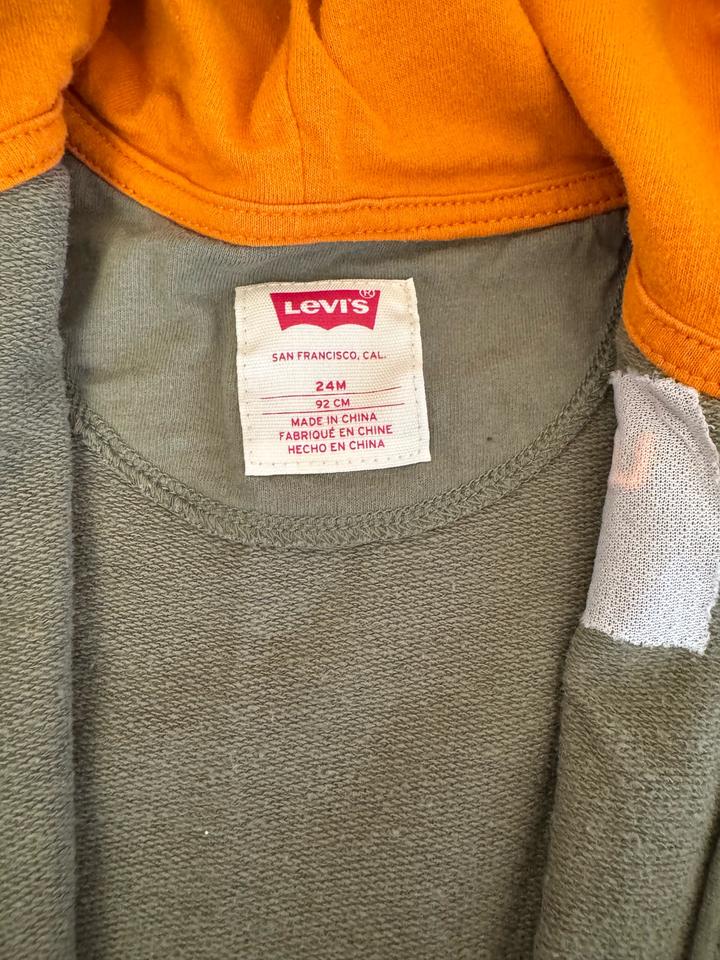 Levi's®
SAN FRANCISCO, CAL.
24M
92 CM
MADE IN CHINA
FABRIQUÉ EN CHINE
HECHO EN CHINA